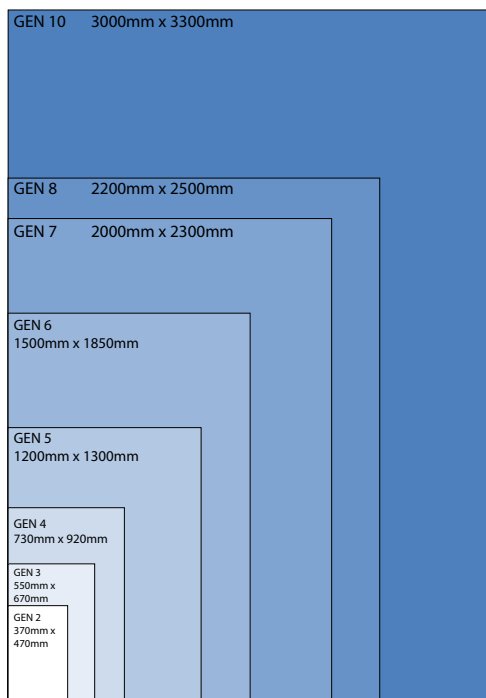 GEN 10 3000mm x 3300mm
GEN 8 2200mm x 2500mm
GEN 7 2000mm x 2300mm
GEN 6
1500mm x 1850mm
GEN 5
1200mm x 1300mm
GEN 4
730mm x 920mm
GEN 3
550mm x
670mm
GEN 2
370mm x
470mm